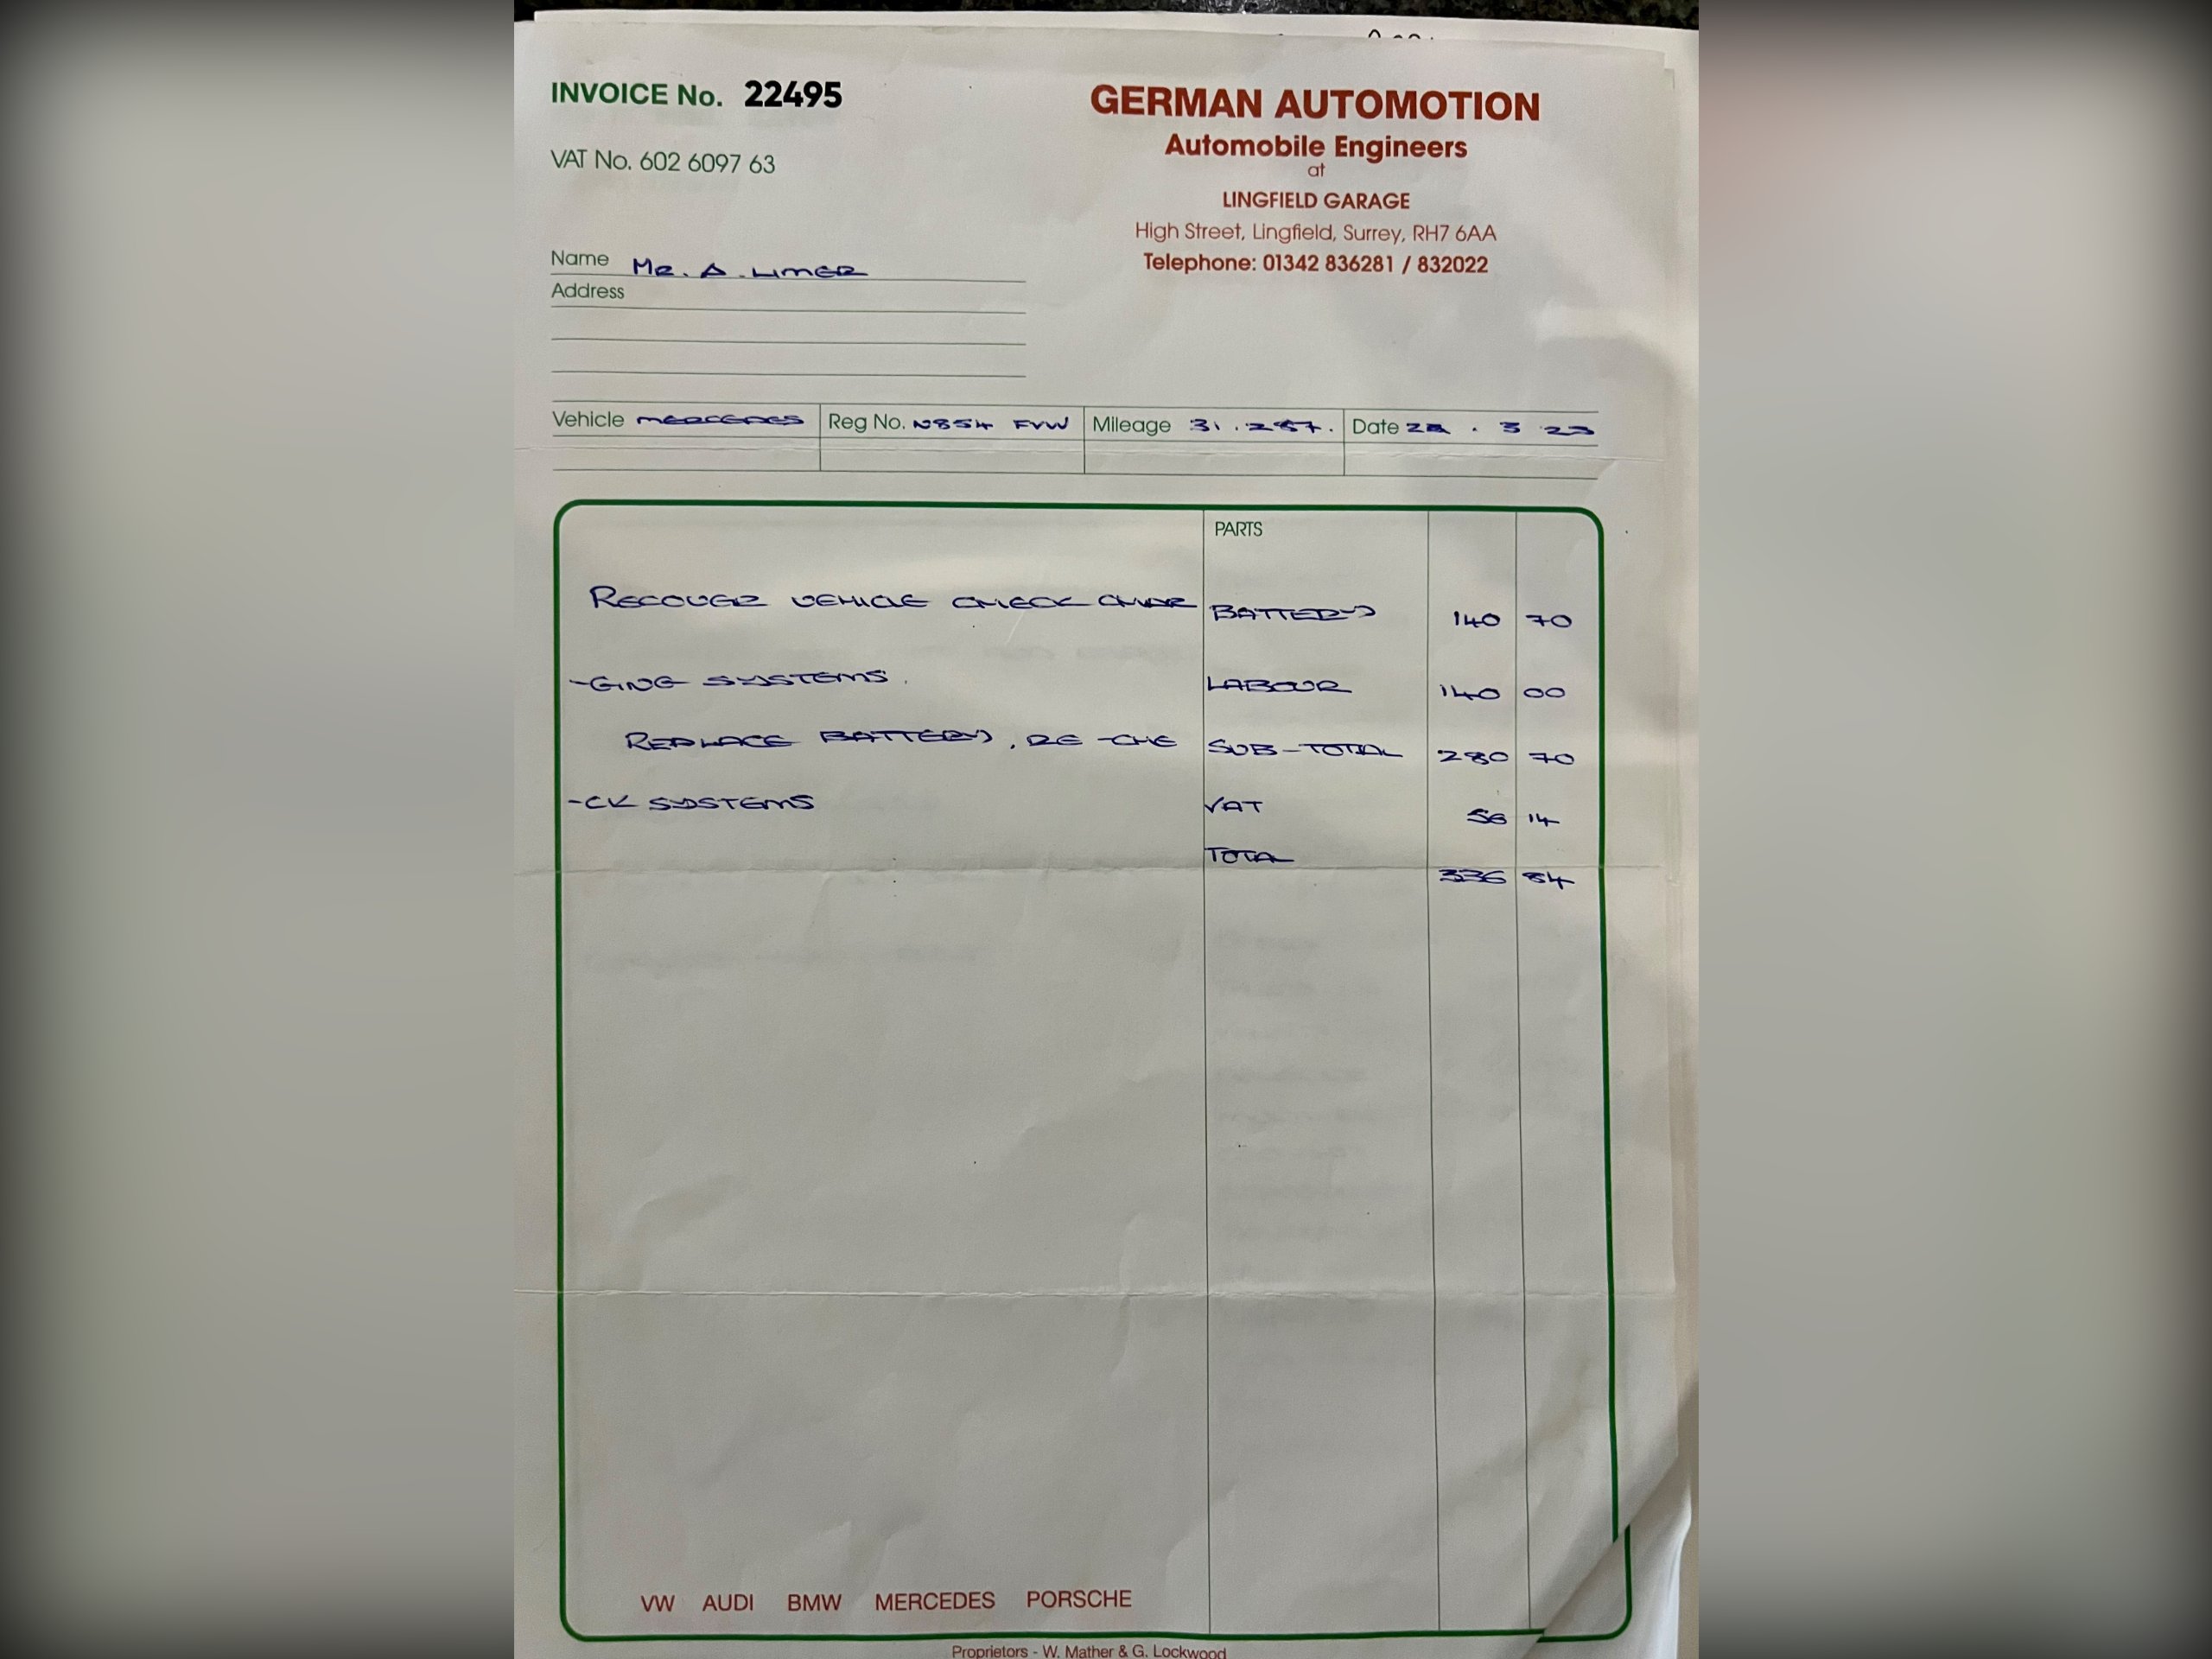 INVOICE No. 22495
GERMAN AUTOMOTION
Automobile Engineers
at
LINGFIELD GARAGE
High Street, Lingfield, Surrey, RH7 6AA
Telephone: 01342 836281 / 832022
VAT No. 602 6097 63
Name Mr. A. LIMER
Address
Vehicle MERCEDES Reg No. N854 FVW Mileage Date . 3 23
PARTS
RECOVER VEHICLE CHECK CHAR BATTERY 140 70
-GING SYSTEMS. LABOUR 140 00
REPLACE BATTERY, RE-CHE SUB-TOTAL 280 70
-CK SYSTEMS VAT 56 14
TOTAL 336 84
VW AUDI BMW MERCEDES PORSCHE
Proprietors - W. Mather & G. Lockwood